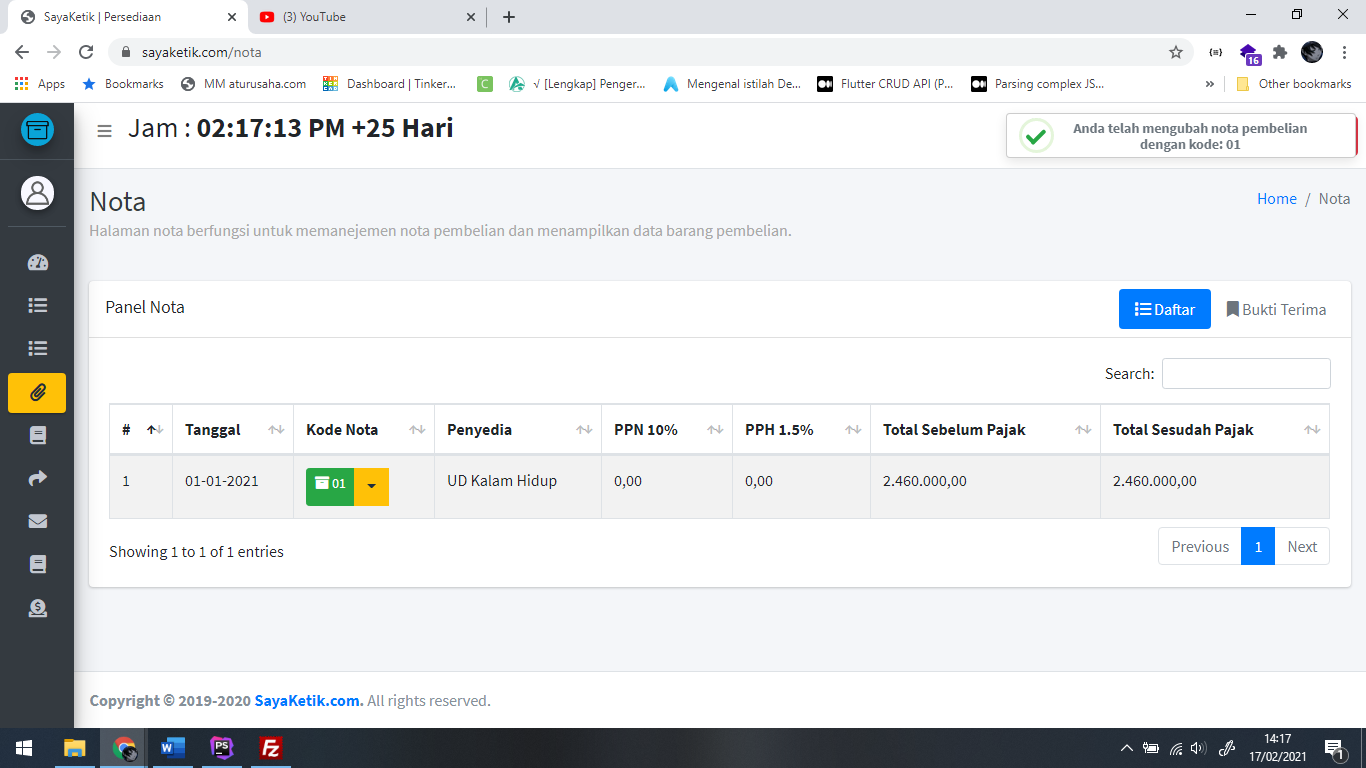 SayaKetik | Persediaan
(3) YouTube
sayaketik.com/nota
16
Apps
Bookmarks
MM aturusaha.com
Dashboard | Tinker...
C
√ [Lengkap] Penger...
Mengenal istilah De...
Flutter CRUD API (P...
Parsing complex JS...
»
Other bookmarks
Jam : 02:17:13 PM +25 Hari
Anda telah mengubah nota pembelian
dengan kode: 01
Nota
Home / Nota
Halaman nota berfungsi untuk memanejemen nota pembelian dan menampilkan data barang pembelian.
Panel Nota
Daftar
Bukti Terima
Search:
# Tanggal Kode Nota Penyedia PPN 10% PPH 1.5% Total Sebelum Pajak Total Sesudah Pajak
1 01-01-2021 01 UD Kalam Hidup 0,00 0,00 2.460.000,00 2.460.000,00
Showing 1 to 1 of 1 entries
Previous 1 Next
Copyright © 2019-2020 SayaKetik.com. All rights reserved.
W
PS
FZ
14:17
17/02/2021
1